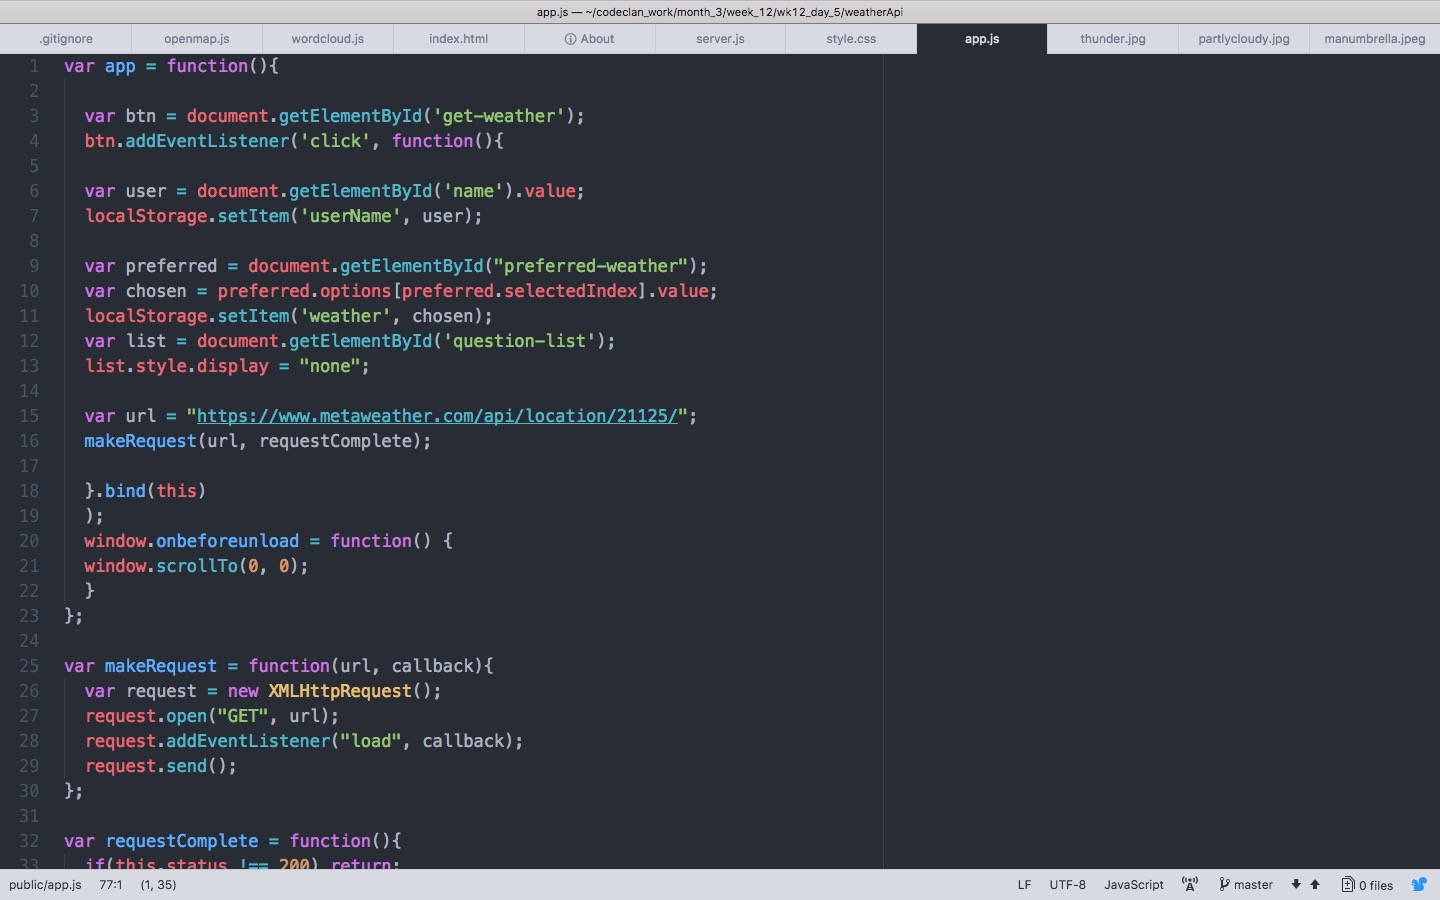 app.js — ~/codeclan_work/month_3/week_12/wk12_day_5/weatherApi
.gitignore openmap.js wordcloud.js index.html About server.js style.css app.js thunder.jpg partlycloudy.jpg manumbrella.jpeg
1 var app = function(){
2
3 var btn = document.getElementById('get-weather');
4 btn.addEventListener('click', function(){
5
6 var user = document.getElementById('name').value;
7 localStorage.setItem('userName', user);
8
9 var preferred = document.getElementById("preferred-weather");
10 var chosen = preferred.options[preferred.selectedIndex].value;
11 localStorage.setItem('weather', chosen);
12 var list = document.getElementById('question-list');
13 list.style.display = "none";
14
15 var url = "https://www.metaweather.com/api/location/21125/";
16 makeRequest(url, requestComplete);
17
18 }.bind(this)
19 );
20 window.onbeforeunload = function() {
21 window.scrollTo(0, 0);
22 }
23 };
24
25 var makeRequest = function(url, callback){
26 var request = new XMLHttpRequest();
27 request.open("GET", url);
28 request.addEventListener("load", callback);
29 request.send();
30 };
31
32 var requestComplete = function(){
33 if(this.status !== 200) return;
public/app.js 77:1 (1, 35) LF UTF-8 JavaScript master 0 files